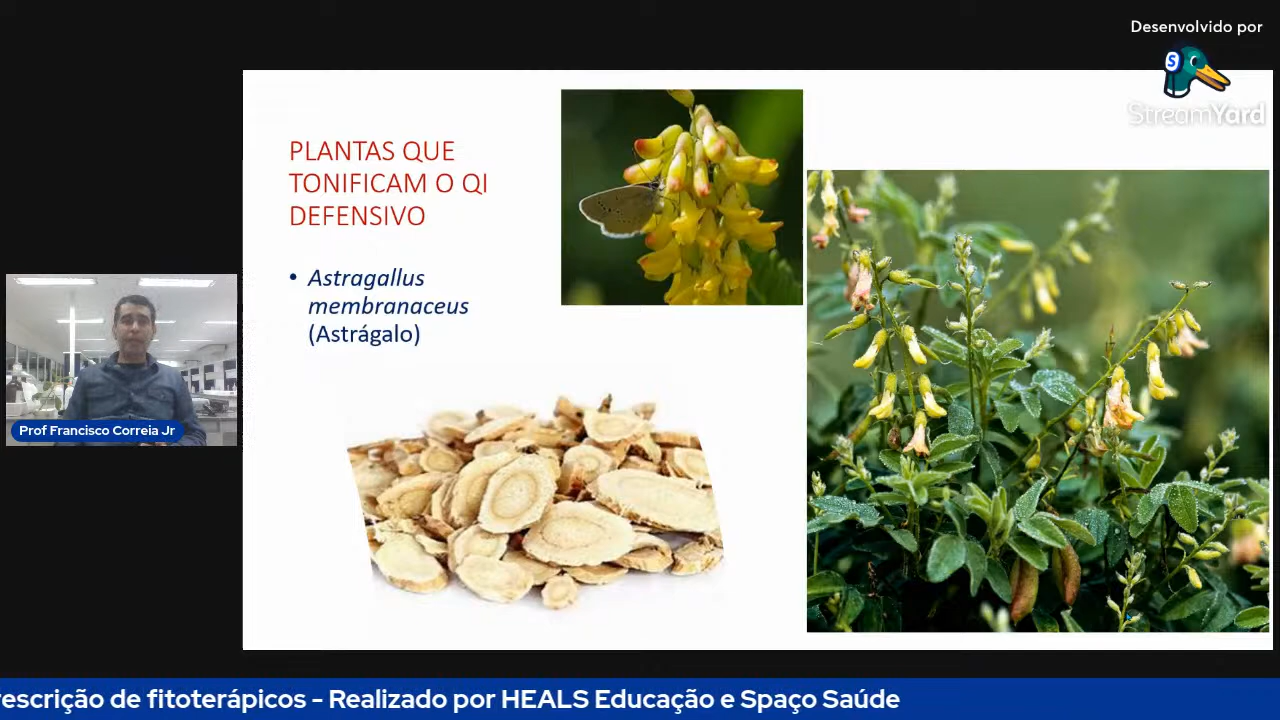 Desenvolvido por
S
StreamYard
PLANTAS QUE
TONIFICAM O QI
DEFENSIVO
• Astragallus
membranaceus
(Astrágalo)
Prof Francisco Correia Jr
rescrição de fitoterápicos - Realizado por HEALS Educação e Spaço Saúde